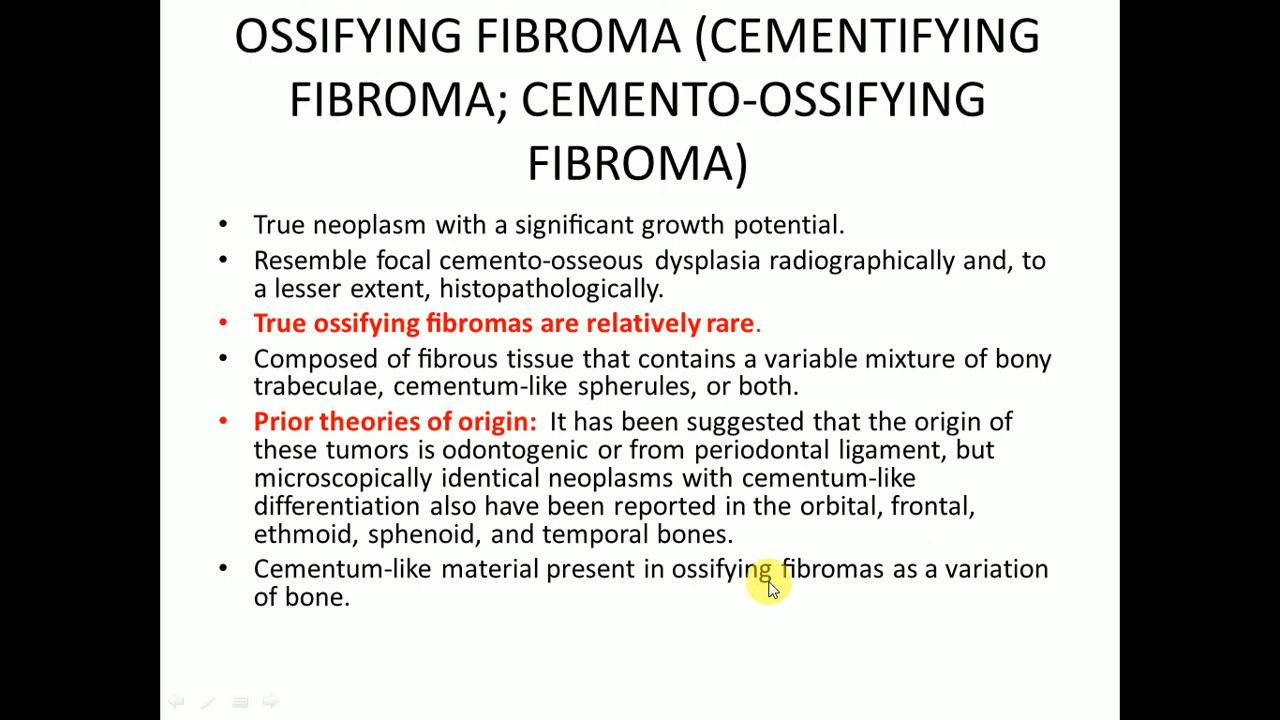 OSSIFYING FIBROMA (CEMENTIFYING
FIBROMA; CEMENTO-OSSIFYING
FIBROMA)
• True neoplasm with a significant growth potential.
• Resemble focal cemento-osseous dysplasia radiographically and, to
a lesser extent, histopathologically.
• True ossifying fibromas are relatively rare.
• Composed of fibrous tissue that contains a variable mixture of bony
trabeculae, cementum-like spherules, or both.
• Prior theories of origin: It has been suggested that the origin of
these tumors is odontogenic or from periodontal ligament, but
microscopically identical neoplasms with cementum-like
differentiation also have been reported in the orbital, frontal,
ethmoid, sphenoid, and temporal bones.
• Cementum-like material present in ossifying fibromas as a variation
of bone.